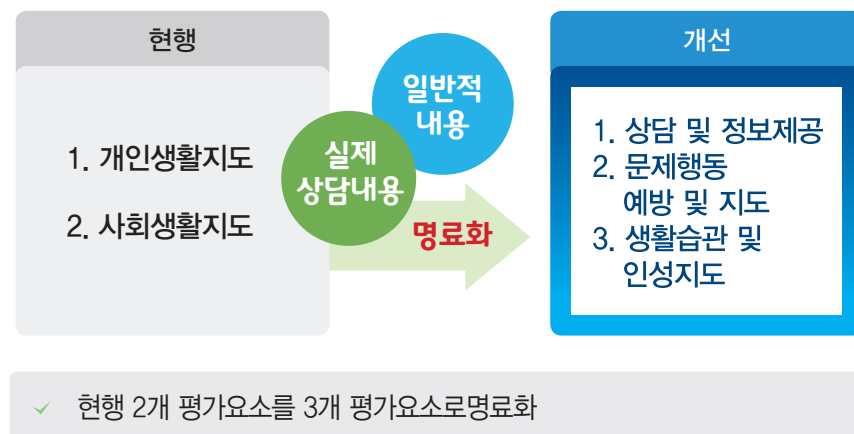 현행
개선
일반적
내용
실제
상담내용
명료화
1. 개인생활지도
2. 사회생활지도
1. 상담 및 정보제공
2. 문제행동
예방 및 지도
3. 생활습관 및
인성지도
현행 2개 평가요소를 3개 평가요소로명료화